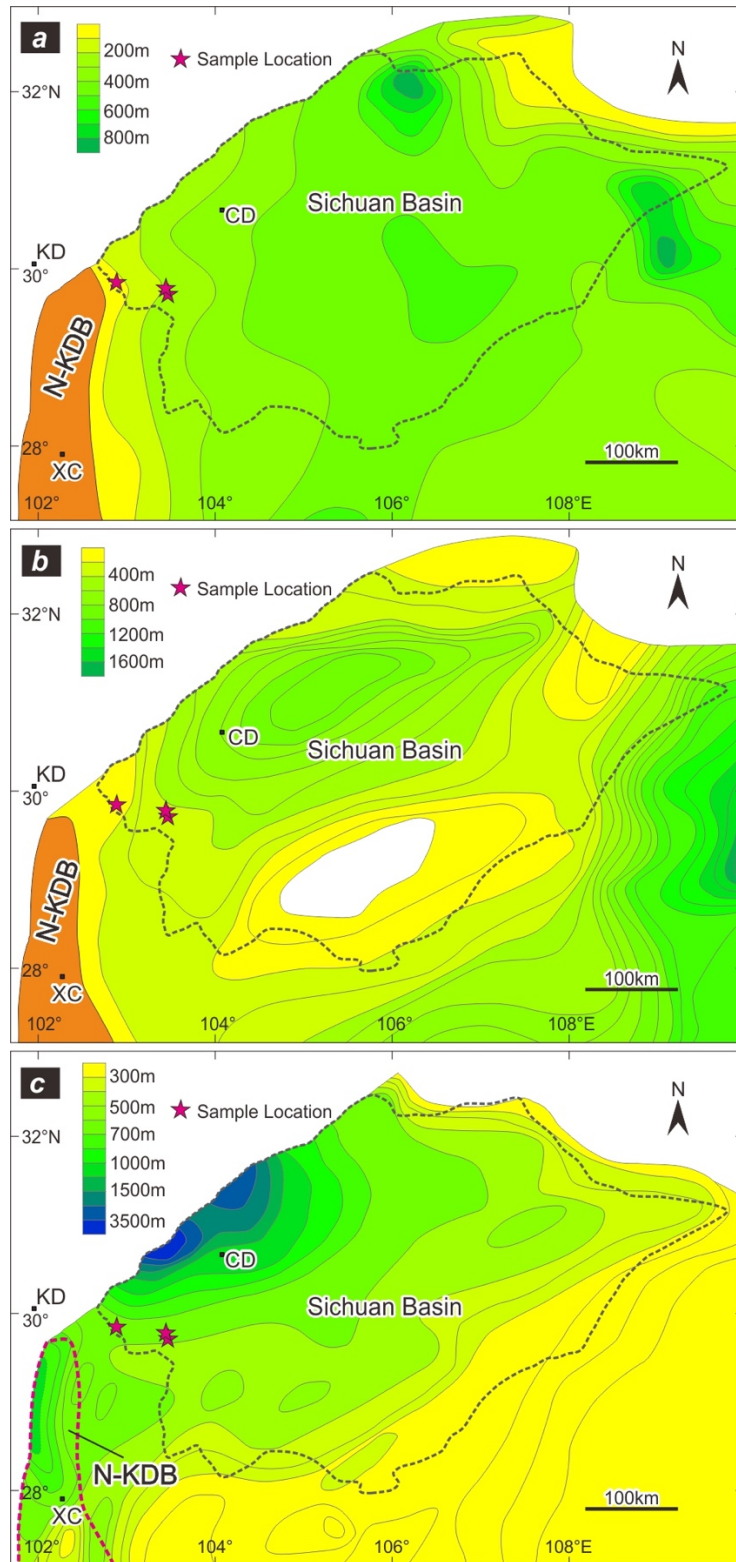 a
200m
400m
600m
800m
Sample Location
N
32°N
Sichuan Basin
CD
KD
30°
N-KDB
28°
XC
100km
102°
104°
106°
108°E
b
400m
800m
1200m
1600m
Sample Location
N
32°N
CD
Sichuan Basin
KD
30°
N-KDB
28°
XC
100km
102°
104°
106°
108°E
c
300m
500m
700m
1000m
1500m
3500m
Sample Location
N
32°N
CD
KD
30°
Sichuan Basin
N-KDB
28°
XC
100km
102°
104°
106°
108°E